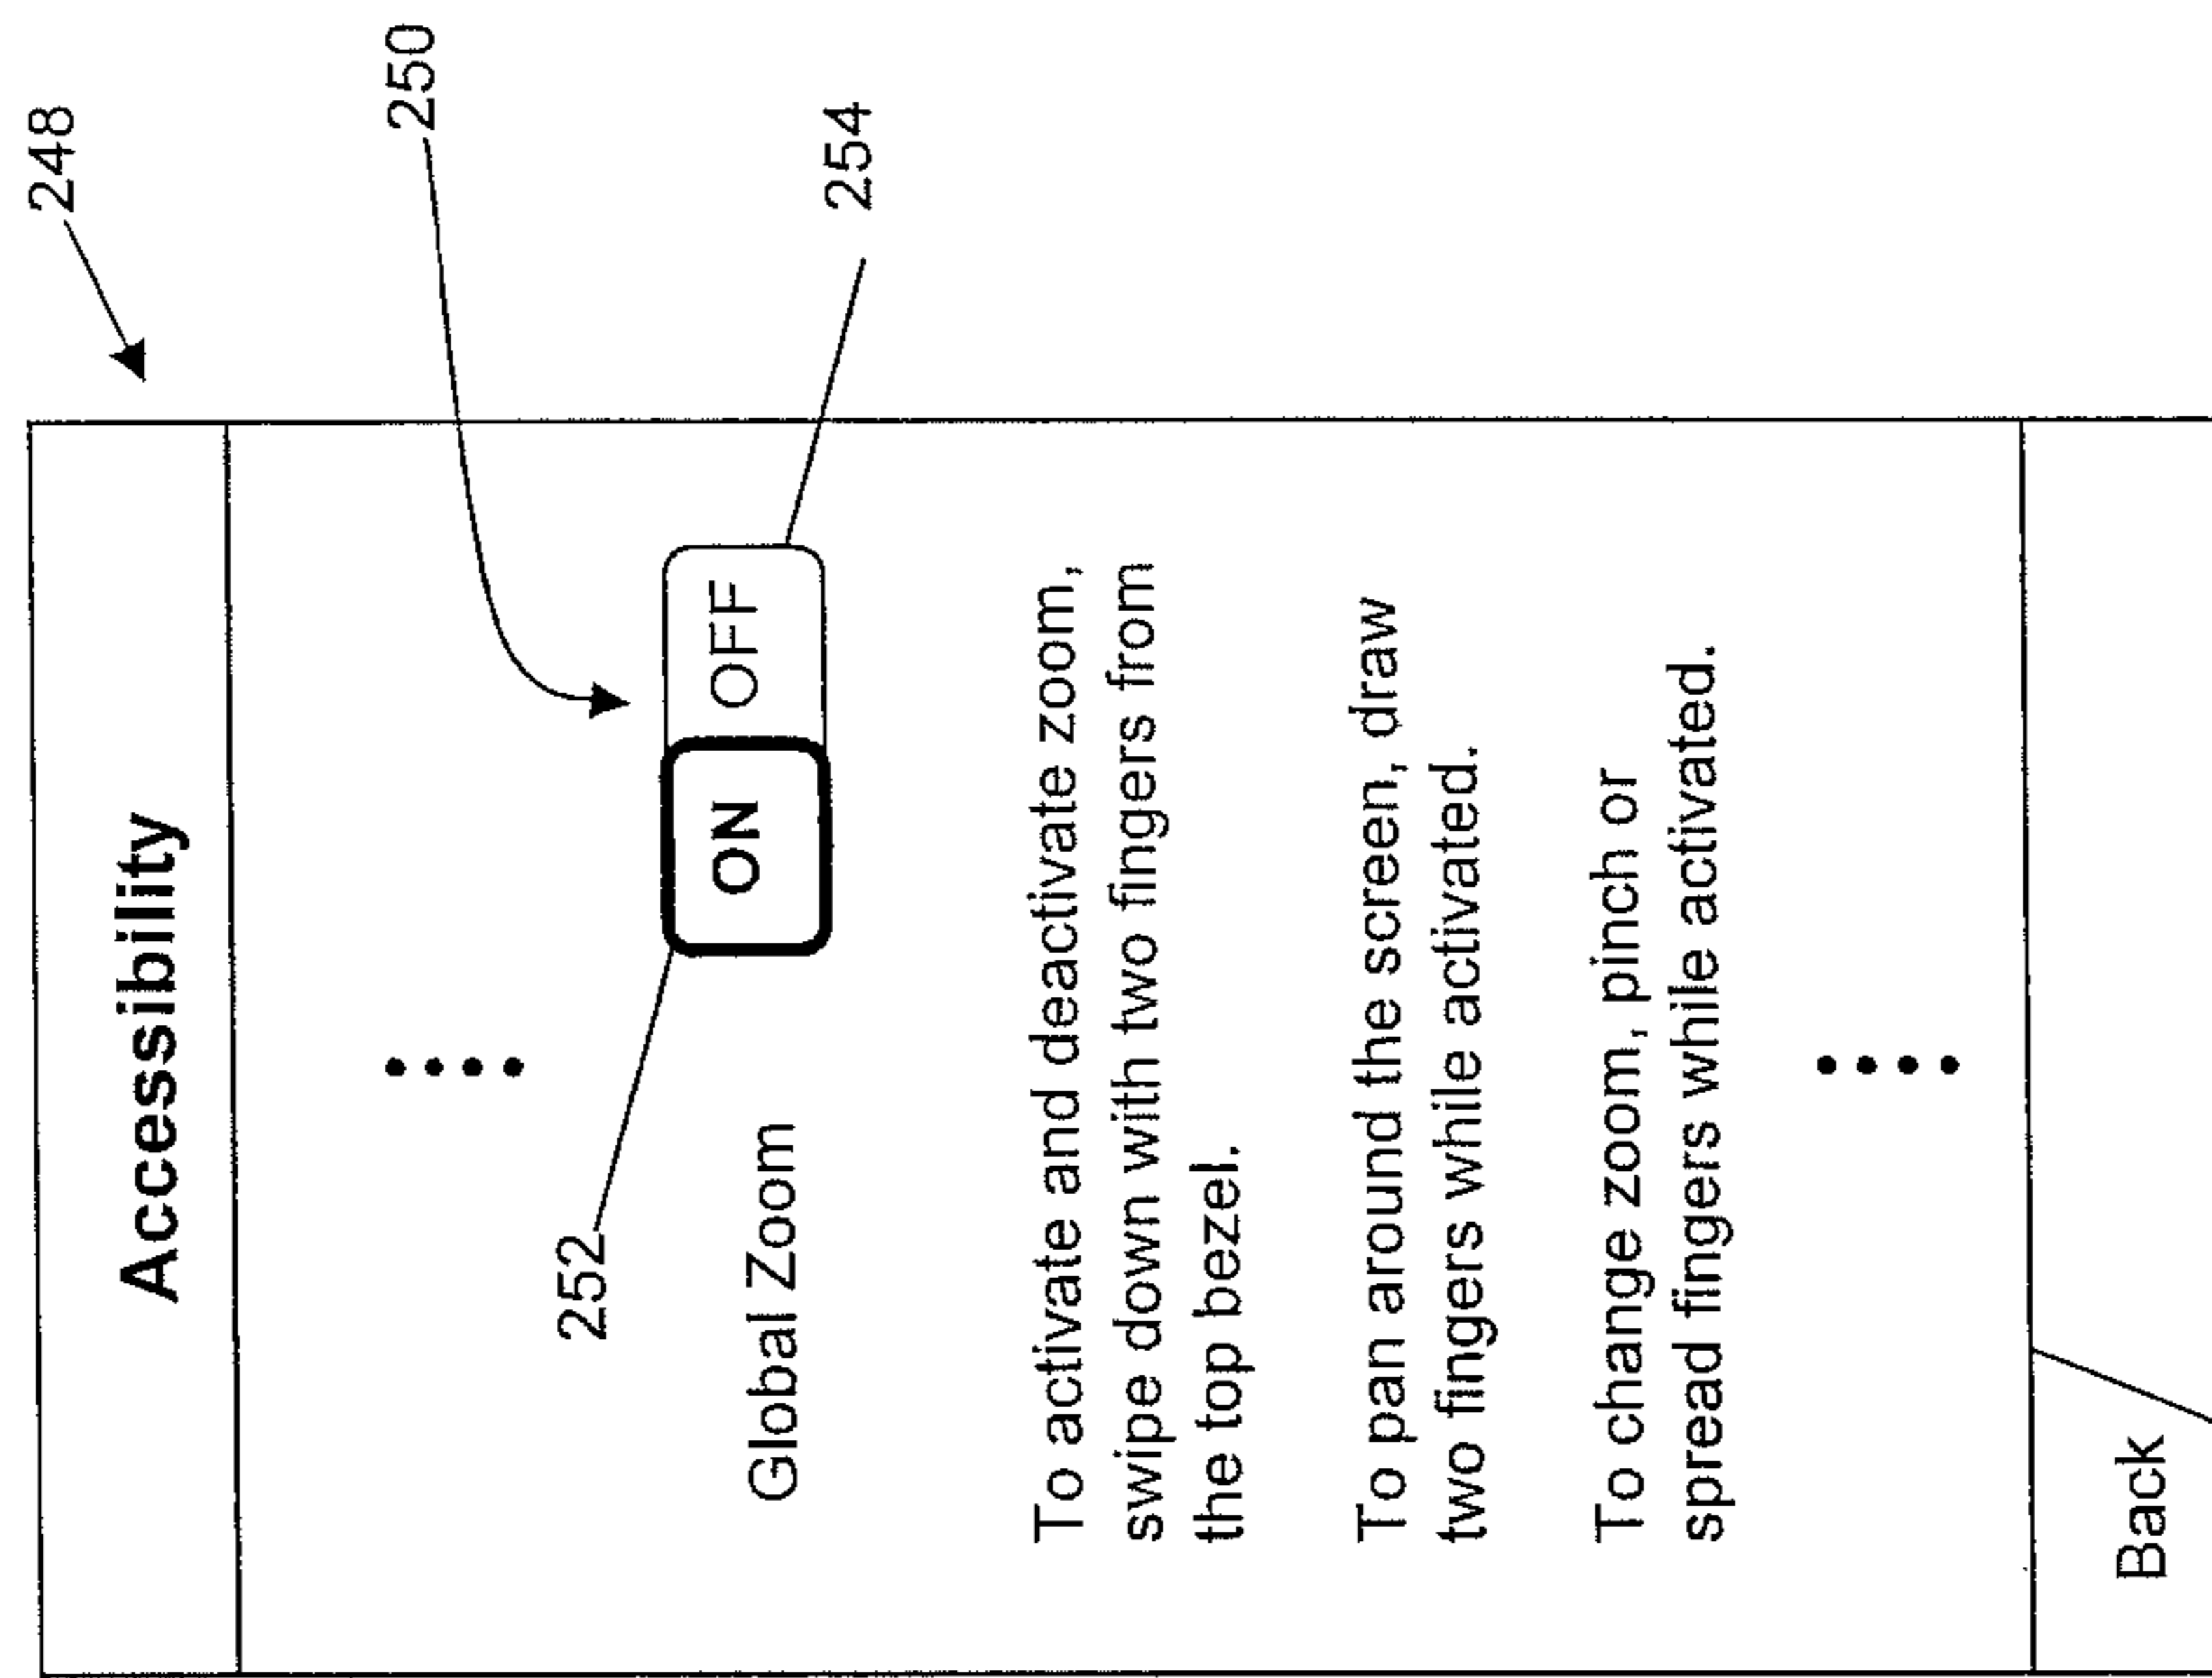 248
Accessibility
250
252
ON OFF
Global Zoom
254
To activate and deactivate zoom,
swipe down with two fingers from
the top bezel.
To pan around the screen, draw
two fingers while activated.
To change zoom, pinch or
spread fingers while activated.
Back